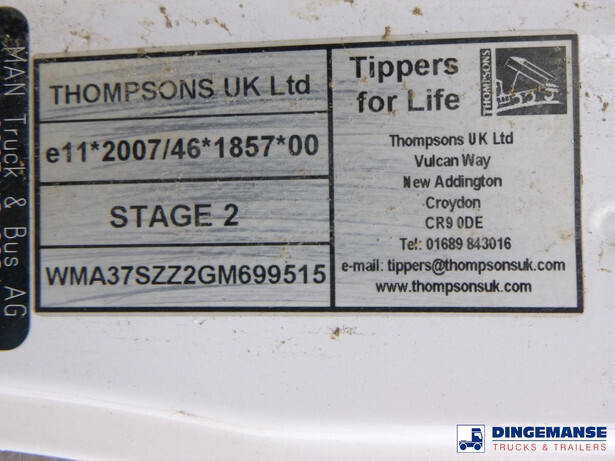 MAN Truck & Bus AG
THOMPSONS UK Ltd
e11*2007/46*1857*00
STAGE 2
WMA37SZZ2GM699515
Tippers
for Life
THOMPSONS
Thompsons UK Ltd
Vulcan Way
New Addington
Croydon
CR9 0DE
Tel: 01689 843016
e-mail: tippers@thompsonsuk.com
www.thompsonsuk.com
DINGEMANSE
TRUCKS & TRAILERS